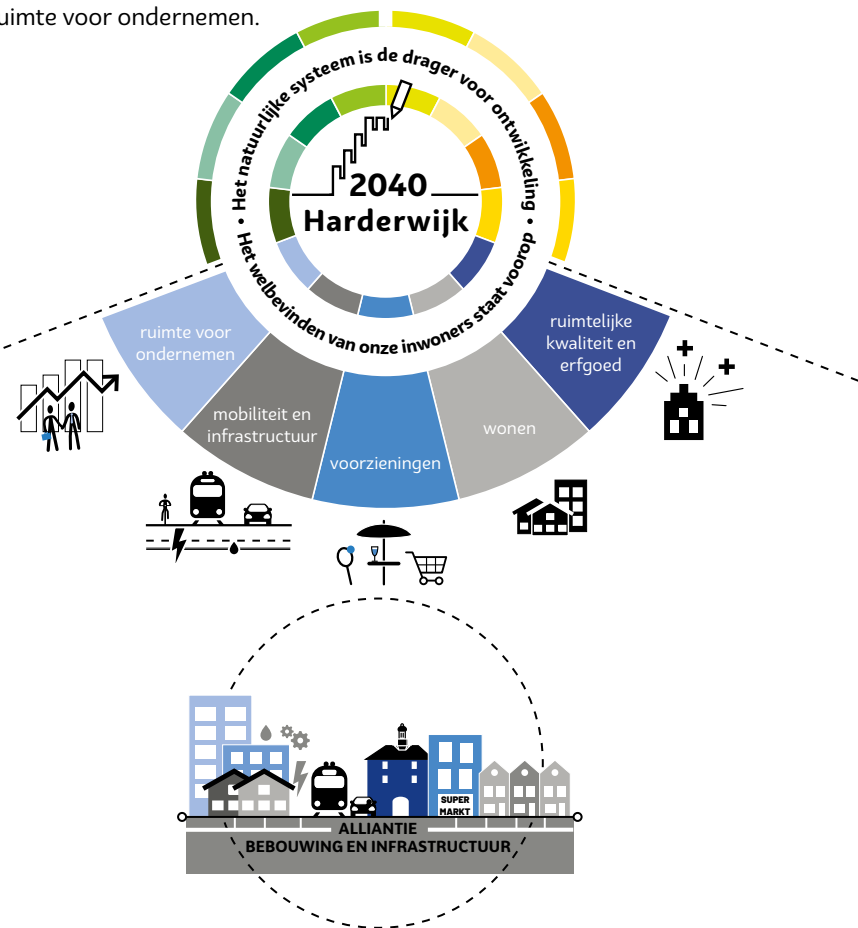 uimte voor ondernemen.
• Het natuurlijke systeem is de drager voor ontwikkeling •
Het welbevinden van onze inwoners staat voorop
2040
Harderwijk
ruimte voor
ondernemen
mobiliteit en
infrastructuur
voorzieningen
wonen
ruimtelijke
kwaliteit en
erfgoed
SUPER
MARKT
ALLIANTIE
BEBOUWING EN INFRASTRUCTUUR